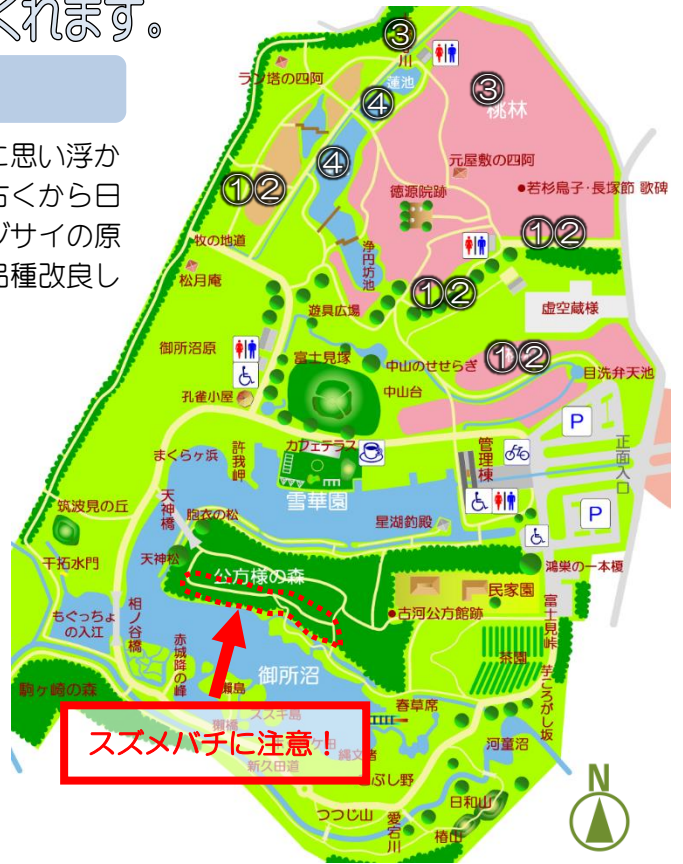 くれます。
に思い浮か
古くから日
ジサイの原
品種改良し
③
川
ラン塔の四阿
蓮池
④
③
桃林
④
元屋敷の四阿
①②
徳源院跡
●若杉鳥子・長塚節 歌碑
牧の地道
浄円坊池
①②
松月庵
①②
遊具広場
虚空蔵様
御所沼原
富士見塚
中山のせせらぎ
①②
目洗弁天池
孔雀小屋
中山台
P
まくらヶ浜
許我岬
カフェテラス
管理棟
正面入口
雪華園
筑波見の丘
天神橋
胞衣の松
星湖釣殿
P
干拓水門
天神松
公方様の森
鴻巣の一本榎
民家園
もぐっちょ
の入江
相ノ谷橋
●古河公方館跡
富士見峠
赤城降の峰
茶園
御所沼
芋ころがし坂
駒ヶ崎の森
春草席
スズメバチに注意！
河童沼
新久田道
ぶし野
日和山
つつじ山
愛宕川
椿山
N